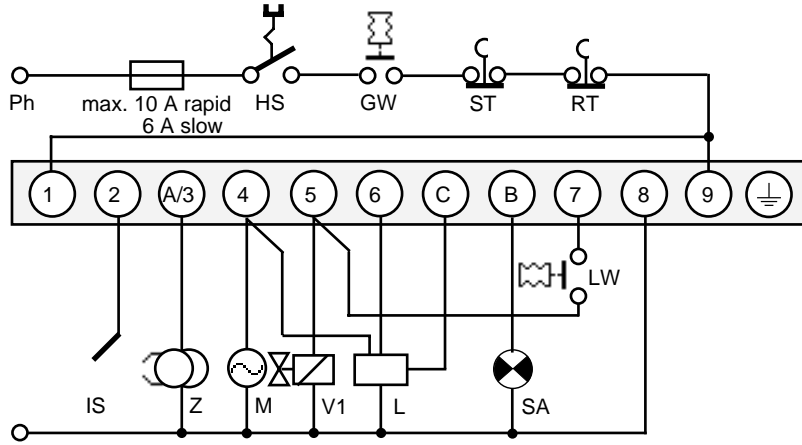 Ph
max. 10 A rapid
6 A slow
HS GW ST RT
1 2 A/3 4 5 6 C B 7 8 9
LW
IS Z M V1 L SA